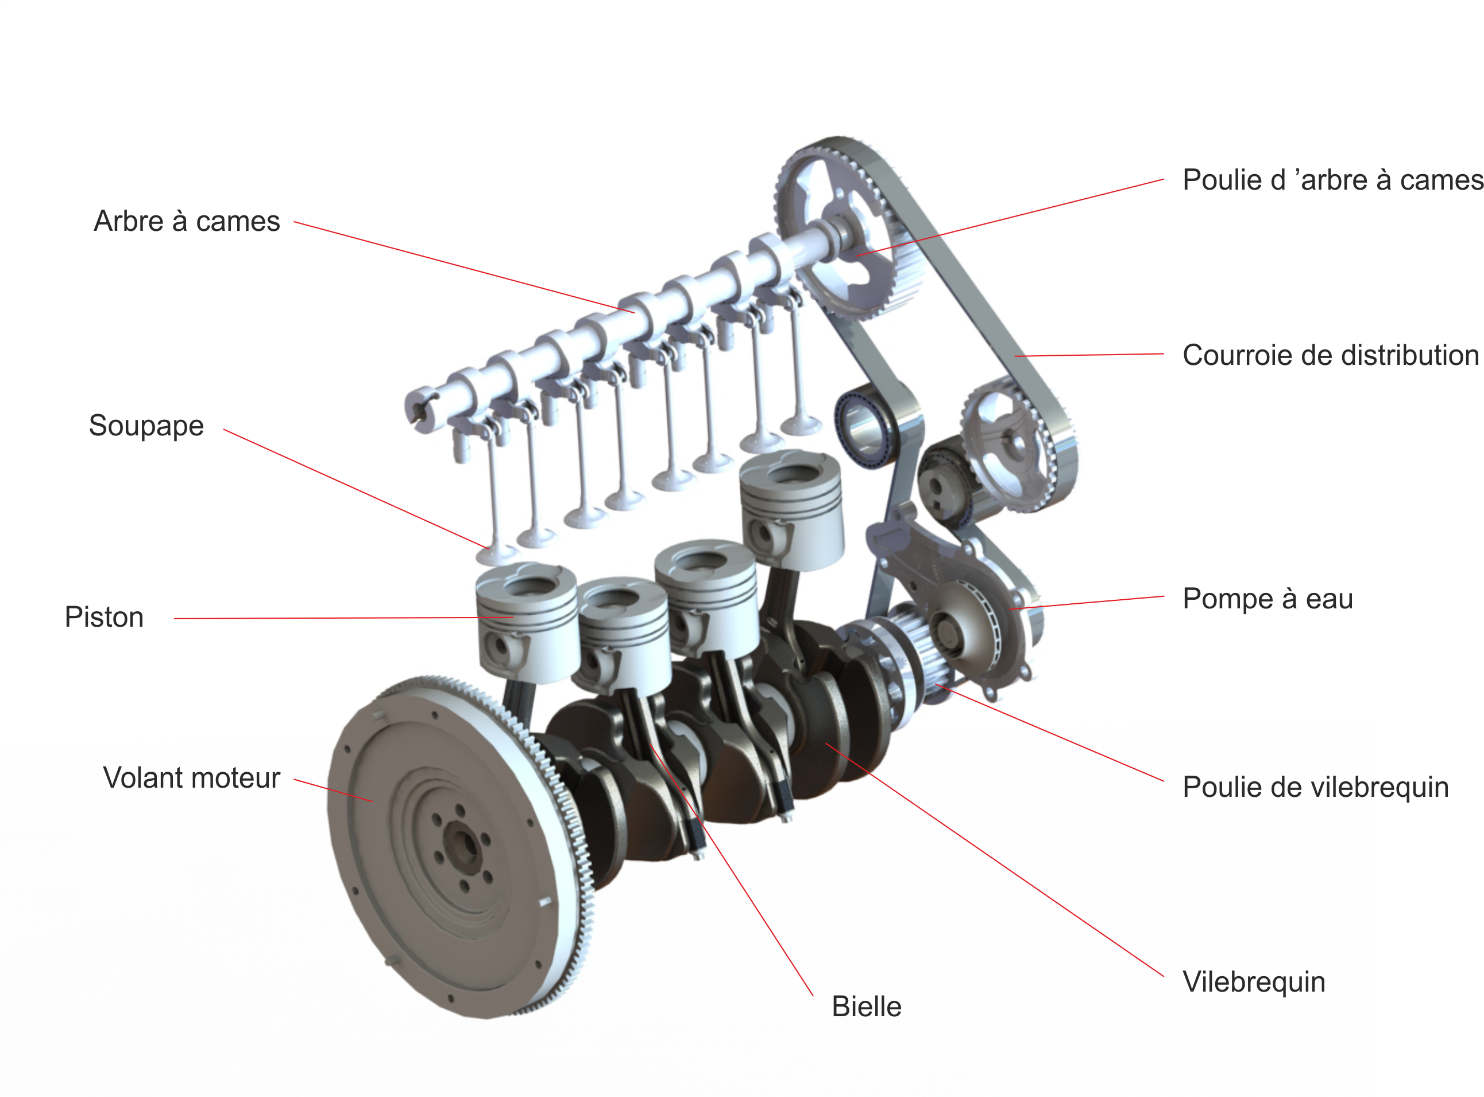 Poulie d ’arbre à cames
Arbre à cames
Courroie de distribution
Soupape
Pompe à eau
Piston
Volant moteur
Poulie de vilebrequin
Vilebrequin
Bielle